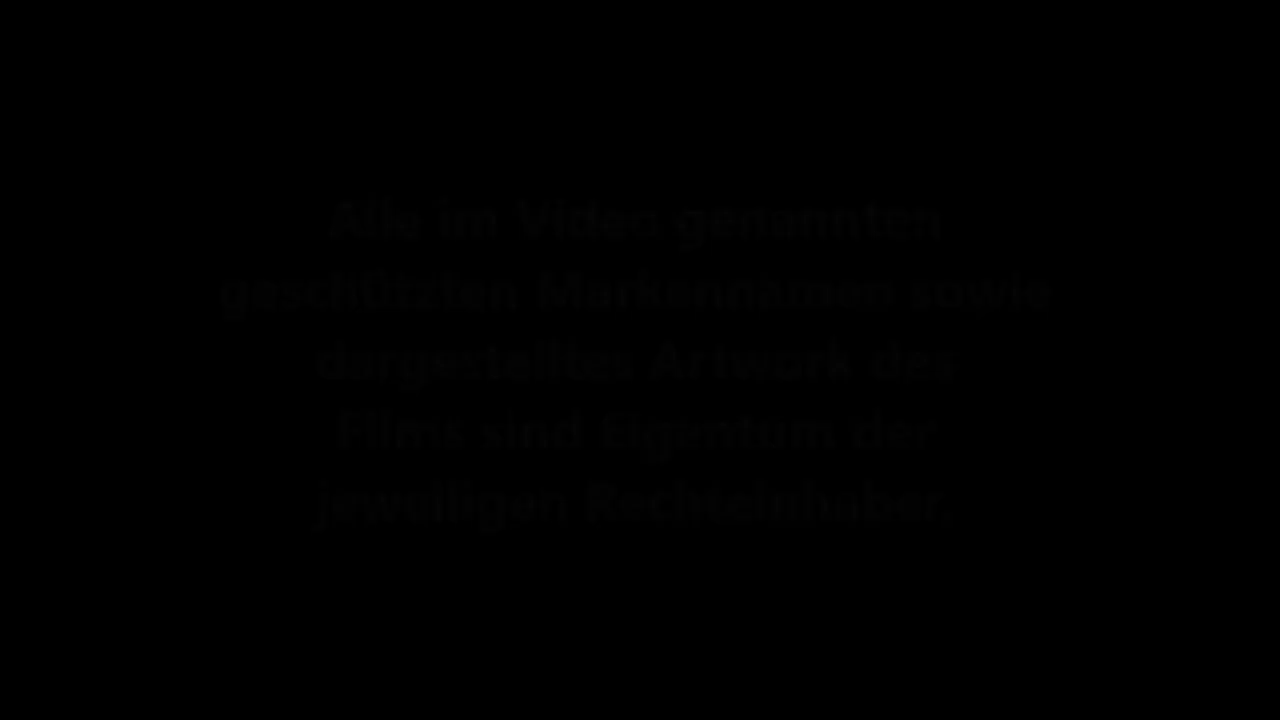 Alle im Video genannten
geschützten Markennamen sowie
dargestelltes Artwork des
Films sind Eigentum der
jeweiligen Rechteinhaber.